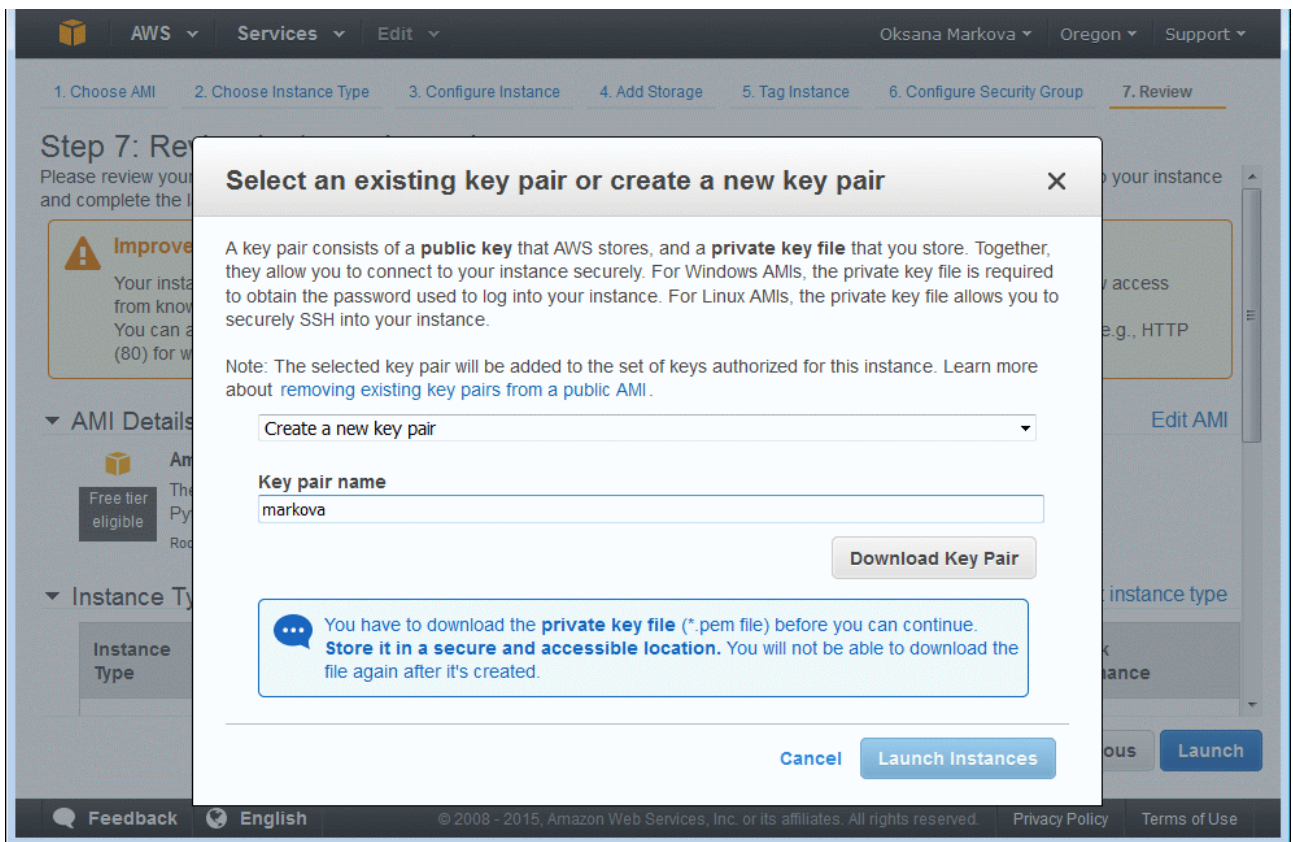 AWS Services Edit Oksana Markova Oregon Support
1. Choose AMI 2. Choose Instance Type 3. Configure Instance 4. Add Storage 5. Tag Instance 6. Configure Security Group 7. Review
Step 7: Re
Please review your
your instance
and complete the
Improve
Your insta
access
from know
You can a
e.g., HTTP
(80) for w
AMI Details
Edit AMI
Am
Free tier
eligible
The
Py
Roo
Instance Ty
instance type
Instance
Type
ance
Select an existing key pair or create a new key pair
A key pair consists of a public key that AWS stores, and a private key file that you store. Together,
they allow you to connect to your instance securely. For Windows AMIs, the private key file is required
to obtain the password used to log into your instance. For Linux AMIs, the private key file allows you to
securely SSH into your instance.
Note: The selected key pair will be added to the set of keys authorized for this instance. Learn more
about removing existing key pairs from a public AMI.
Create a new key pair
Key pair name
markova
Download Key Pair
You have to download the private key file (*.pem file) before you can continue.
Store it in a secure and accessible location. You will not be able to download the
file again after it's created.
Cancel Launch Instances
ous Launch
Feedback English © 2008 - 2015, Amazon Web Services, Inc. or its affiliates. All rights reserved. Privacy Policy Terms of Use